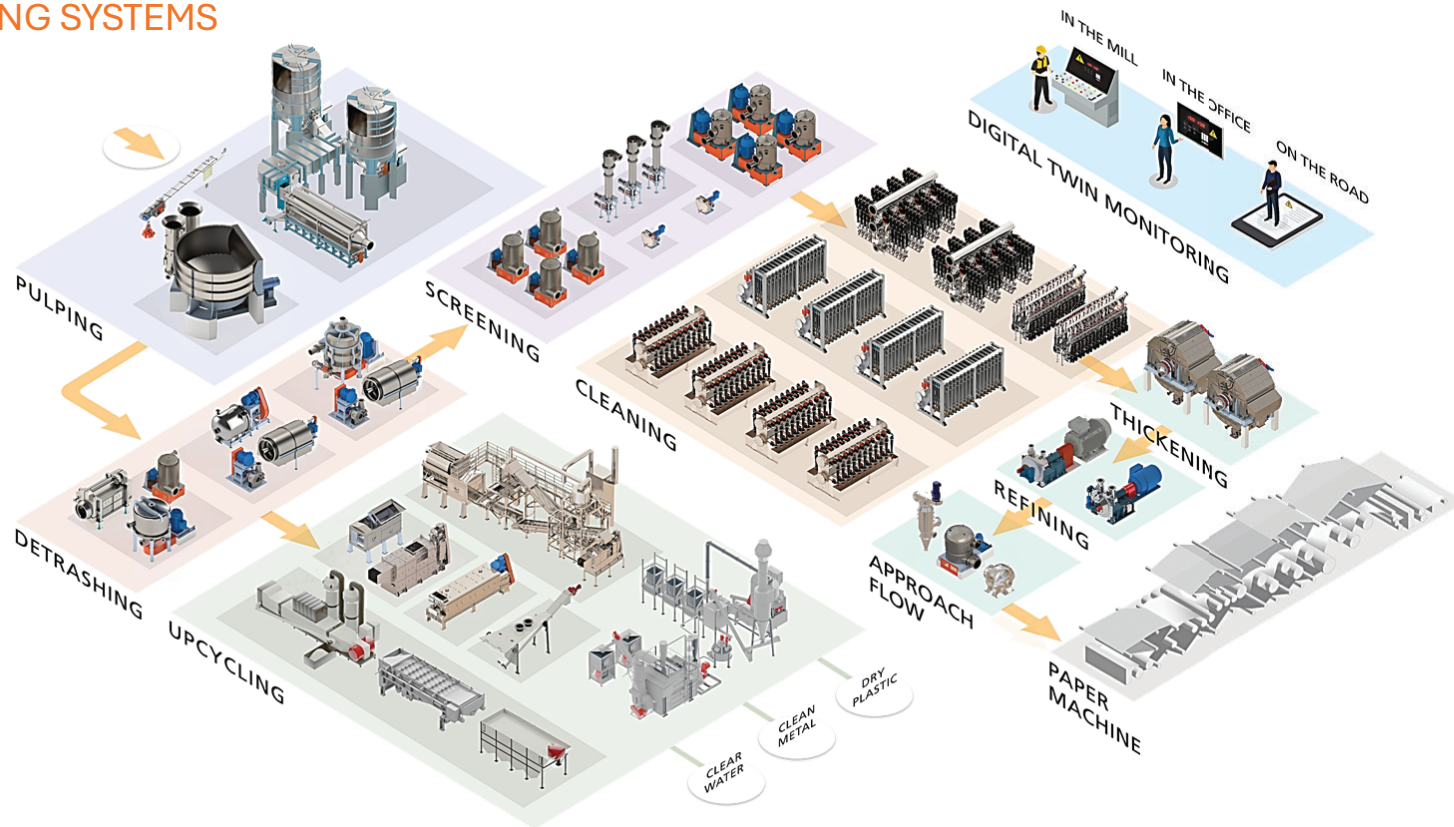 NG SYSTEMS
IN THE MILL
IN THE OFFICE
ON THE ROAD
DIGITAL TWIN MONITORING
PULPING
SCREENING
CLEANING
THICKENING
REFINING
APPROACH
FLOW
PAPER
MACHINE
DETRASHING
UPCYCLING
DRY
PLASTIC
CLEAN
METAL
CLEAR
WATER